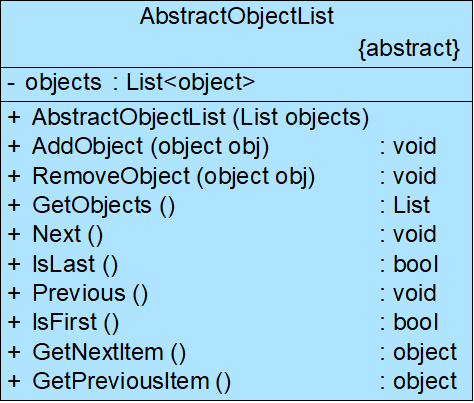 AbstractObjectList
{abstract}
- objects : List<object>
+ AbstractObjectList (List objects)
+ AddObject (object obj) : void
+ RemoveObject (object obj) : void
+ GetObjects () : List
+ Next () : void
+ IsLast () : bool
+ Previous () : void
+ IsFirst () : bool
+ GetNextItem () : object
+ GetPreviousItem () : object